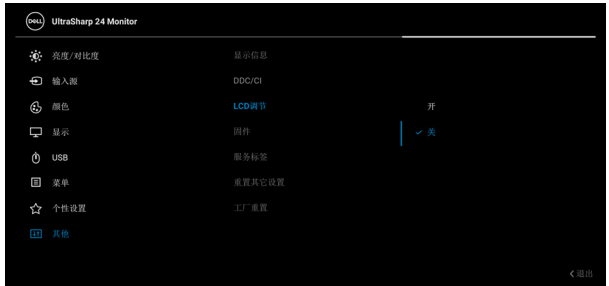 DELL UltraSharp 24 Monitor
亮度/对比度 显示信息
输入源 DDC/CI
颜色 LCD调节 开
显示 固件 关
USB 服务标签
菜单 重置其它设置
个性设置 工厂重置
其他
退出